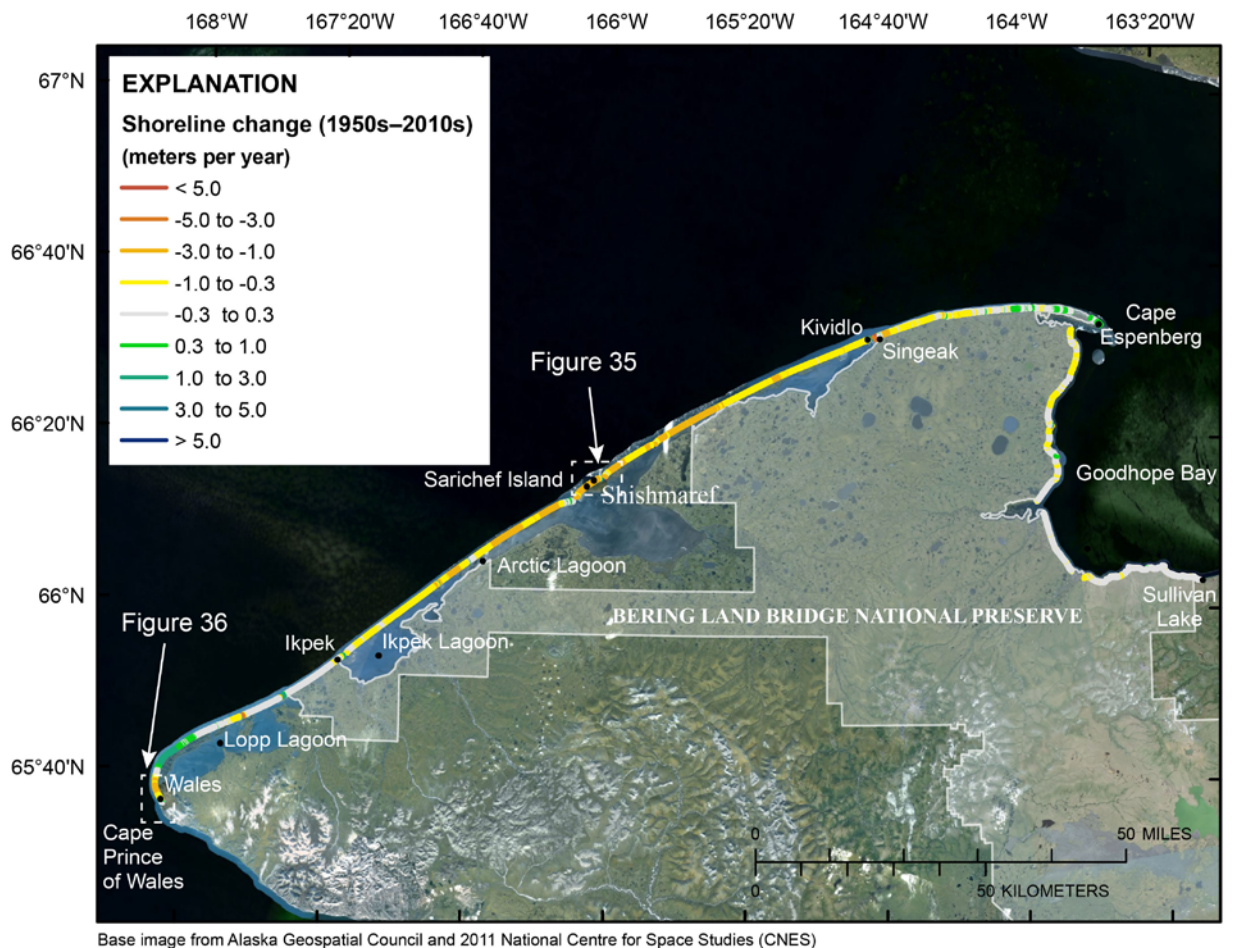 168°W 167°20'W 166°40'W 166°W 165°20'W 164°40'W 164°W 163°20'W
67°N
66°40'N
66°20'N
66°N
65°40'N
EXPLANATION
Shoreline change (1950s–2010s)
(meters per year)
< 5.0
-5.0 to -3.0
-3.0 to -1.0
-1.0 to -0.3
-0.3 to 0.3
0.3 to 1.0
1.0 to 3.0
3.0 to 5.0
> 5.0
Cape
Espenberg
Kividlo
Singeak
Figure 35
Sarichef Island
Shishmaref
Goodhope Bay
Arctic Lagoon
Sullivan
Lake
BERING LAND BRIDGE NATIONAL PRESERVE
Figure 36
Ikpek
Ikpek Lagoon
Lopp Lagoon
Wales
Cape
Prince
of Wales
0 50 MILES
0 50 KILOMETERS
Base image from Alaska Geospatial Council and 2011 National Centre for Space Studies (CNES)